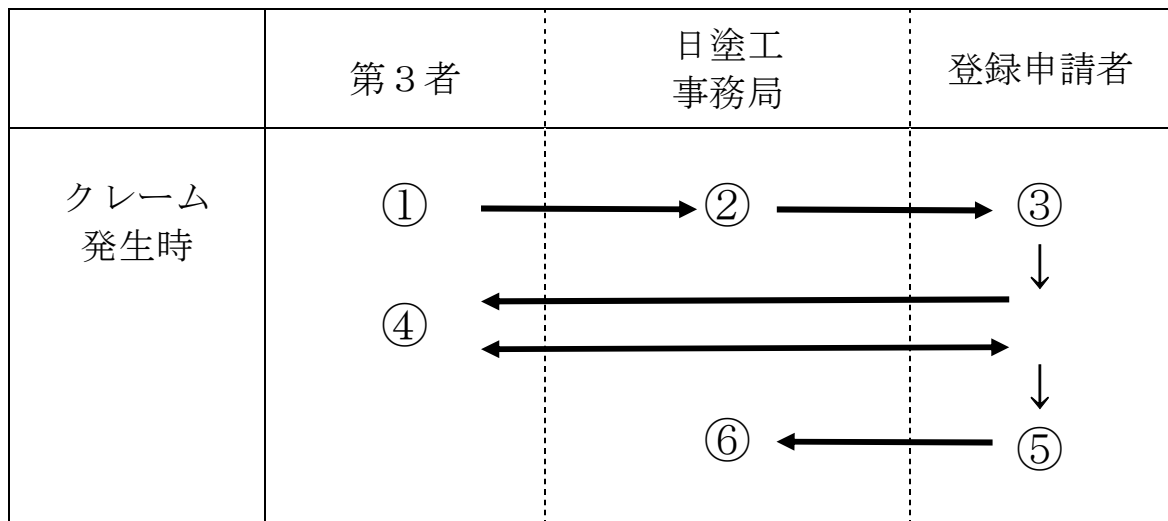 第３者
日塗工
事務局
登録申請者
クレーム
発生時
① ② ③
④
⑥ ⑤